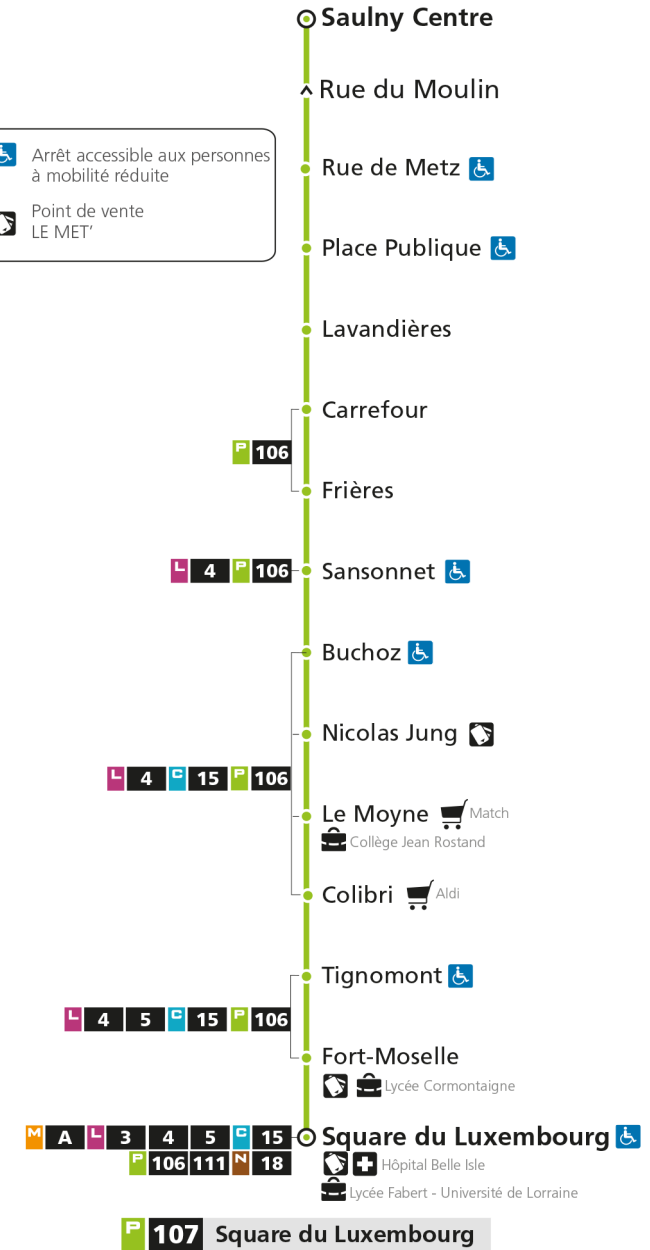 Saulny Centre
Rue du Moulin
Arrêt accessible aux personnes
à mobilité réduite
Point de vente
LE MET'
Rue de Metz
Place Publique
Lavandières
Carrefour
P 106
Frières
L 4 P 106 Sansonnet
Buchoz
Nicolas Jung
L 4 C 15 P 106
Le Moyne Match
Collège Jean Rostand
Colibri Aldi
Tignomont
L 4 5 C 15 P 106
Fort-Moselle
Lycée Cormontaigne
M A L 3 4 5 C 15 Square du Luxembourg
P 106 111 N 18 Hôpital Belle Isle
Lycée Fabert - Université de Lorraine
P 107 Square du Luxembourg